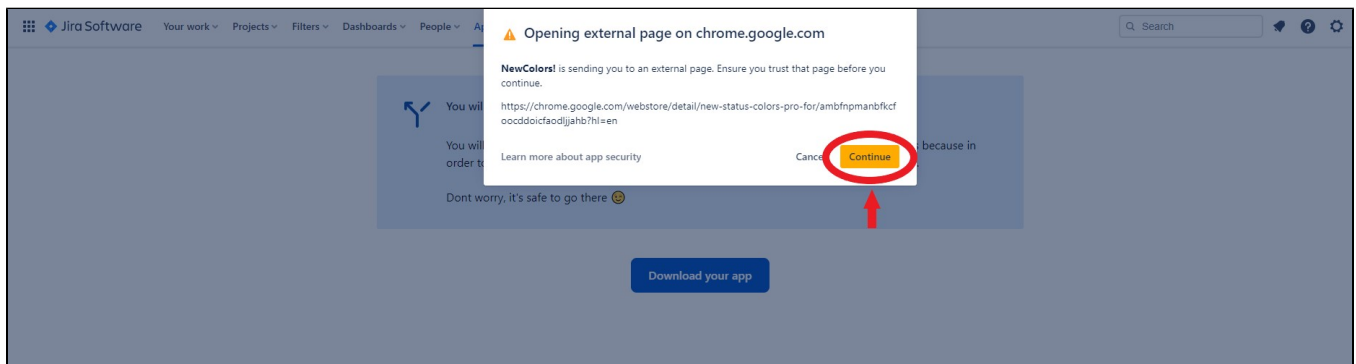 Jira Software Your work Projects Filters Dashboards People Search
Opening external page on chrome.google.com
NewColors! is sending you to an external page. Ensure you trust that page before you
continue.
https://chrome.google.com/webstore/detail/new-status-colors-pro-for/ambfnpmanbfkcf
oocddoicfaodljjahb?hl=en
Learn more about app security Continue
You
You because in
order
Dont worry, it's safe to go there 😉
Download your app